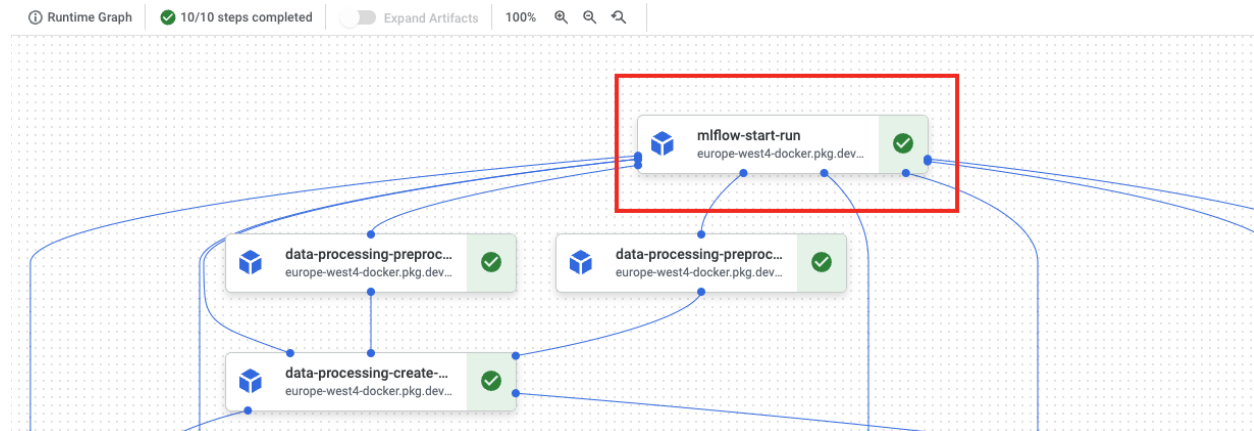 Runtime Graph
10/10 steps completed
Expand Artifacts
100%
mlflow-start-run
europe-west4-docker.pkg.dev...
data-processing-preproc...
europe-west4-docker.pkg.dev...
data-processing-preproc...
europe-west4-docker.pkg.dev...
data-processing-create-...
europe-west4-docker.pkg.dev...